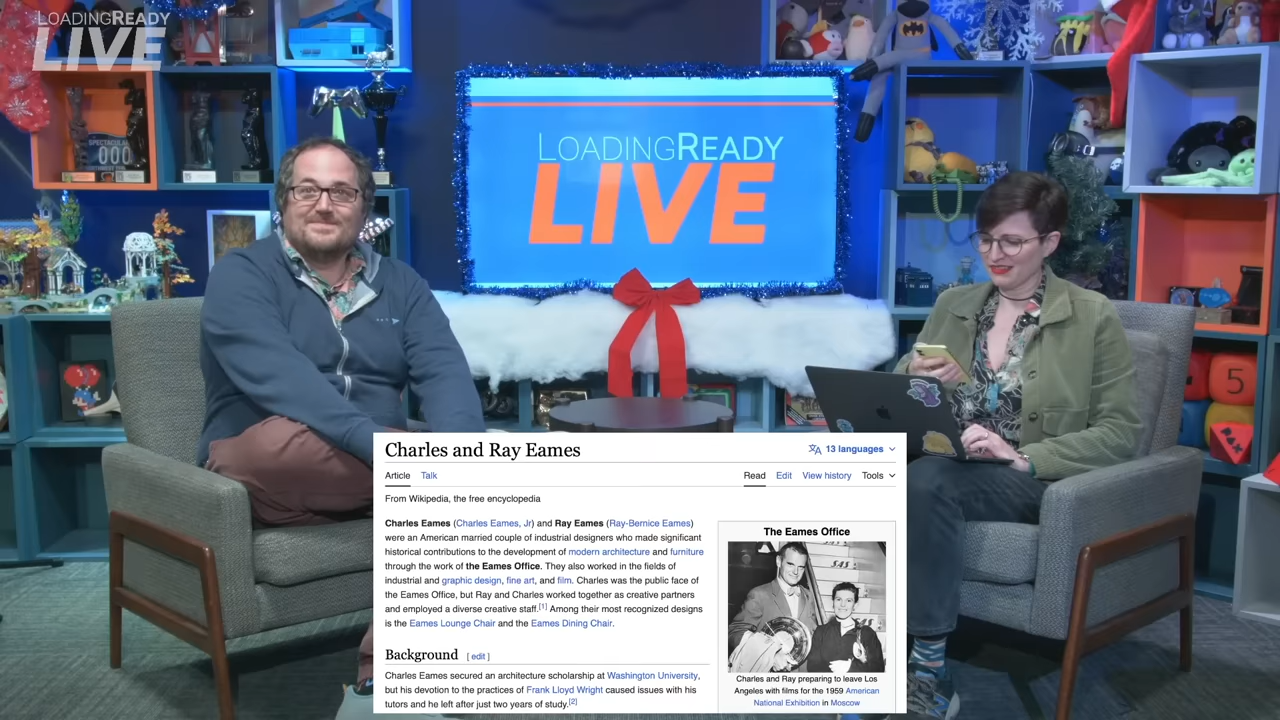 LOADINGREADY
LIVE
SPECTACULAR
000
LOADINGREADY
LIVE
5
Charles and Ray Eames
13 languages
Article Talk
Read Edit View history Tools
From Wikipedia, the free encyclopedia
Charles Eames (Charles Eames, Jr) and Ray Eames (Ray-Bernice Eames)
were an American married couple of industrial designers who made significant
historical contributions to the development of modern architecture and furniture
through the work of the Eames Office. They also worked in the fields of
industrial and graphic design, fine art, and film. Charles was the public face of
the Eames Office, but Ray and Charles worked together as creative partners
and employed a diverse creative staff.[1] Among their most recognized designs
is the Eames Lounge Chair and the Eames Dining Chair.
Background [ edit ]
Charles Eames secured an architecture scholarship at Washington University,
but his devotion to the practices of Frank Lloyd Wright caused issues with his
tutors and he left after just two years of study.[2]
The Eames Office
SAS
Charles and Ray preparing to leave Los
Angeles with films for the 1959 American
National Exhibition in Moscow